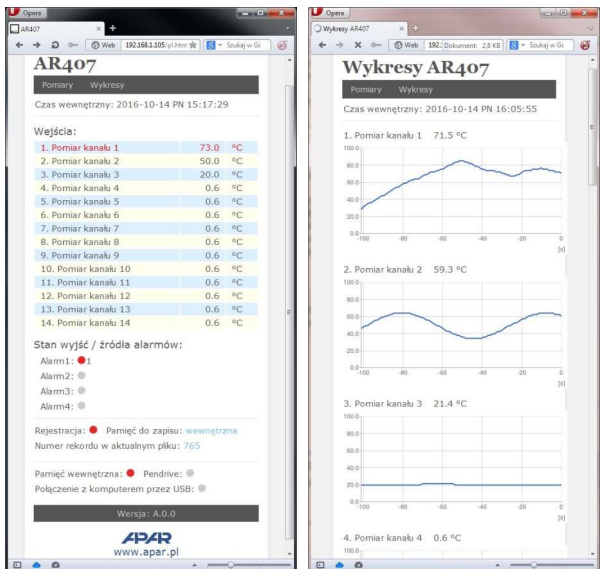 Opera
AR407
Web
192.168.1.105/pl.htm
Szukaj w Go
AR407
Pomiary Wykresy
Czas wewnętrzny: 2016-10-14 PN 15:17:29
Wejścia:
1. Pomiar kanału 1 73.0 °C
2. Pomiar kanału 2 50.0 °C
3. Pomiar kanału 3 20.0 °C
4. Pomiar kanału 4 0.6 °C
5. Pomiar kanału 5 0.6 °C
6. Pomiar kanału 6 0.6 °C
7. Pomiar kanału 7 0.6 °C
8. Pomiar kanału 8 0.6 °C
9. Pomiar kanału 9 0.6 °C
10. Pomiar kanału 10 0.6 °C
11. Pomiar kanału 11 0.6 °C
12. Pomiar kanału 12 0.6 °C
13. Pomiar kanału 13 0.6 °C
14. Pomiar kanału 14 0.6 °C
Stan wyjść / źródła alarmów:
Alarm1: 1
Alarm2:
Alarm3:
Alarm4:
Rejestracja: Pamięć do zapisu: wewnętrzna
Numer rekordu w aktualnym pliku: 765
Pamięć wewnętrzna: Pendrive:
Połączenie z komputerem przez USB:
Wersja: A.0.0
APAR
www.apar.pl
Opera
Wykresy AR407
Web
192.
Dokument: 2,8 KB
Szukaj w Go
Wykresy AR407
Pomiary Wykresy
Czas wewnętrzny: 2016-10-14 PN 16:05:55
1. Pomiar kanału 1 71.5 °C
100.0
80.0
60.0
40.0
20.0
-100 -80 -60 -40 -20 0
[s]
2. Pomiar kanału 2 59.3 °C
100.0
80.0
60.0
40.0
20.0
0.0
-100 -80 -60 -40 -20 0
[s]
3. Pomiar kanału 3 21.4 °C
100.0
80.0
60.0
40.0
20.0
0.0
-100 -80 -60 -40 -20 0
[s]
4. Pomiar kanału 4 0.6 °C
100.0